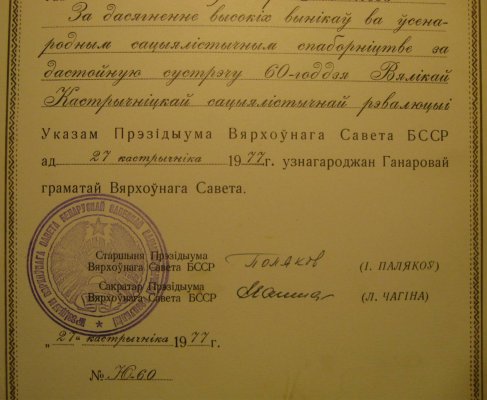 За дасягненне высокіх вынікаў ва ўсена-
родным сацыялістычным спаборніцтве за
дастойную сустрэчу 60-годдзя Вялікай
Кастрычніцкай сацыялістычнай рэвалюцыі
Указам Прэзідыума Вярхоўнага Савета БССР
ад 27 кастрычніка 1977г. узнагароджан Ганаровай
граматай Вярхоўнага Савета.
Старшыня Прэзідыума
Вярхоўнага Савета БССР Поляков (І. ПАЛЯКОЎ)
Сакратар Прэзідыума
Вярхоўнага Савета БССР (Л. ЧАГІНА)
„27“ кастрычніка 1977г.
№ Ю-60